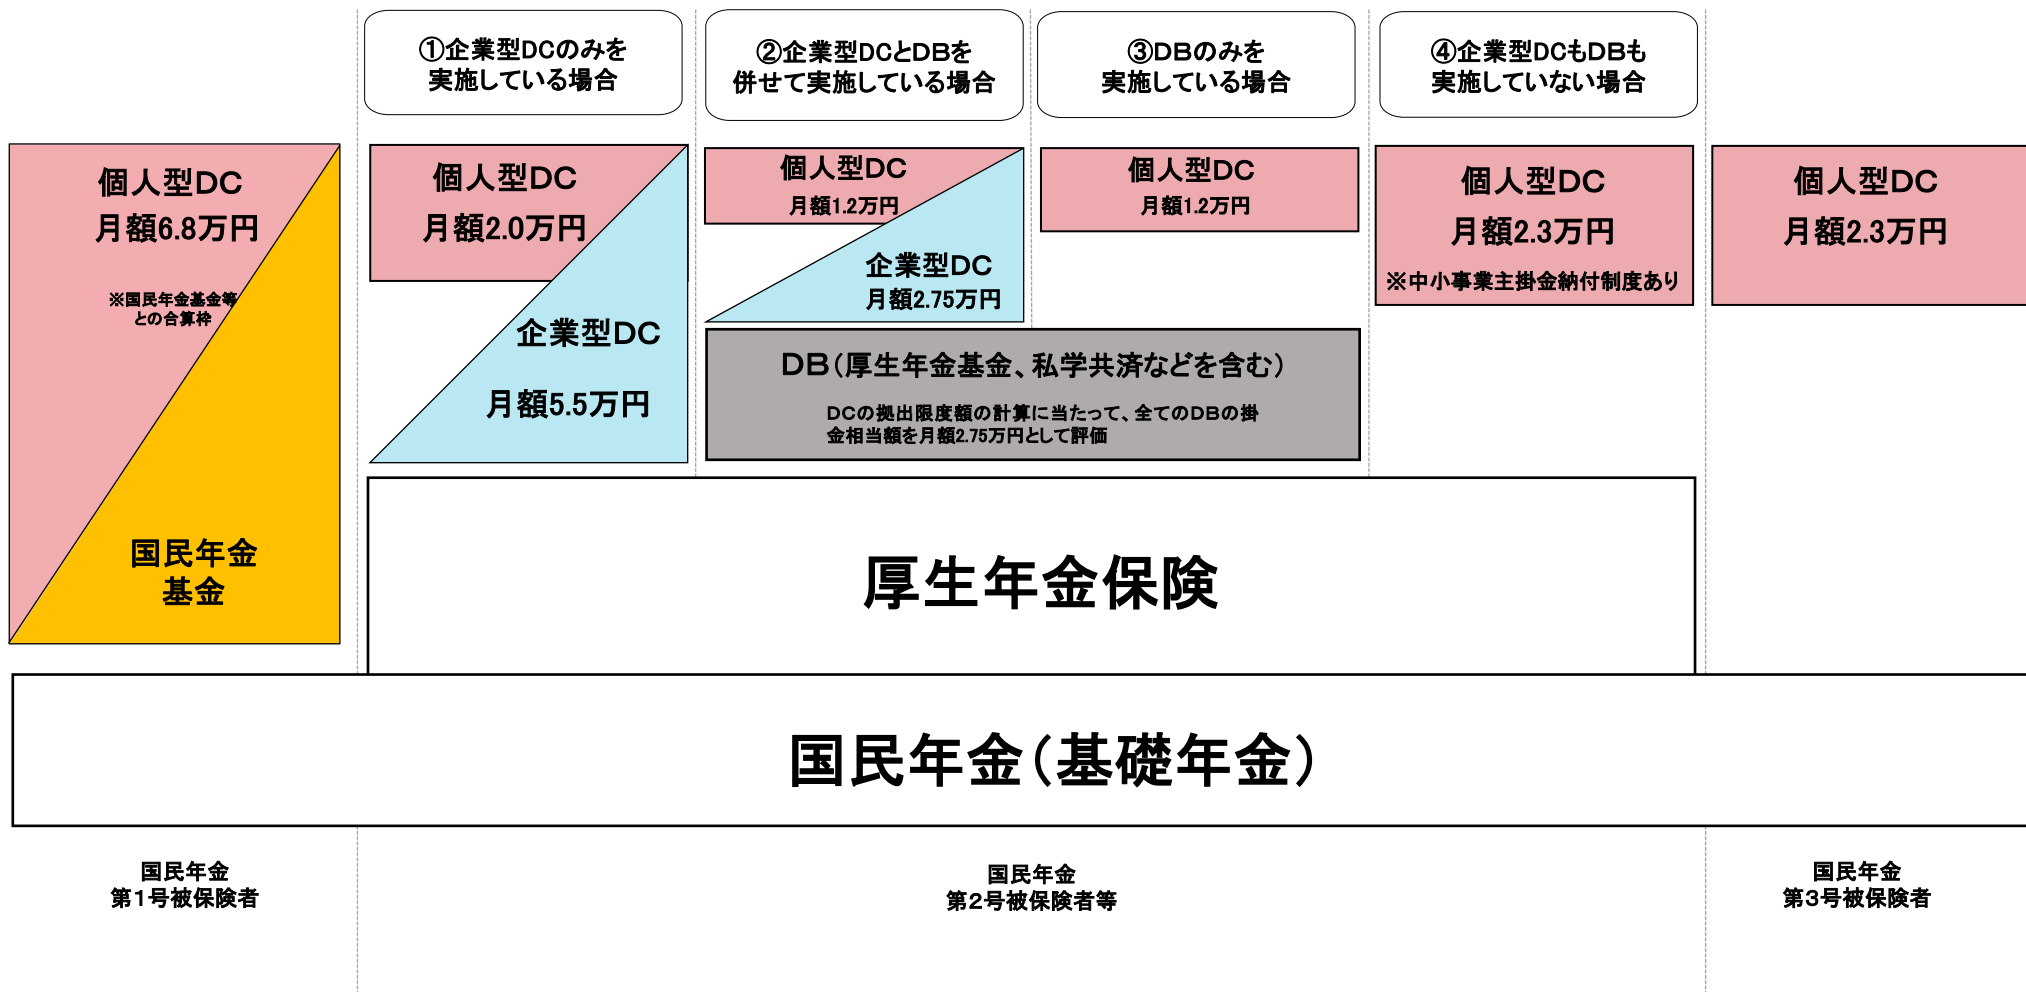 ①企業型DCのみを
実施している場合
②企業型DCとDBを
併せて実施している場合
③DBのみを
実施している場合
④企業型DCもDBも
実施していない場合
個人型DC
月額6.8万円
※国民年金基金等
との合算枠
国民年金
基金
個人型DC
月額2.0万円
企業型DC
月額5.5万円
個人型DC
月額1.2万円
企業型DC
月額2.75万円
個人型DC
月額1.2万円
個人型DC
月額2.3万円
※中小事業主掛金納付制度あり
個人型DC
月額2.3万円
DB(厚生年金基金、私学共済などを含む)
DCの拠出限度額の計算に当たって、全てのDBの掛
金相当額を月額2.75万円として評価
厚生年金保険
国民年金(基礎年金)
国民年金
第1号被保険者
国民年金
第2号被保険者等
国民年金
第3号被保険者